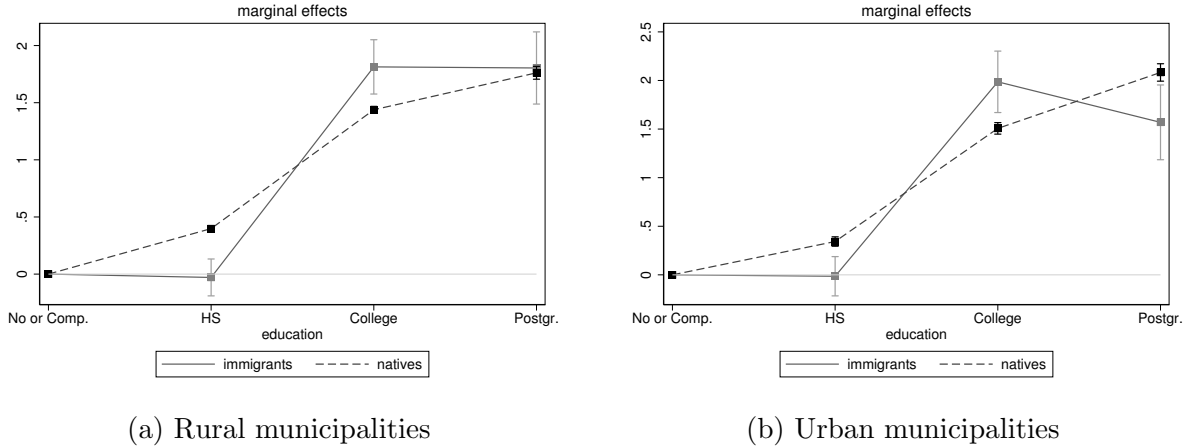 marginal effects
2
1.5
1
.5
0
No or Comp.
HS
College
Postgr.
education
immigrants
natives
(a) Rural municipalities
marginal effects
2.5
2
1.5
1
.5
0
No or Comp.
HS
College
Postgr.
education
immigrants
natives
(b) Urban municipalities